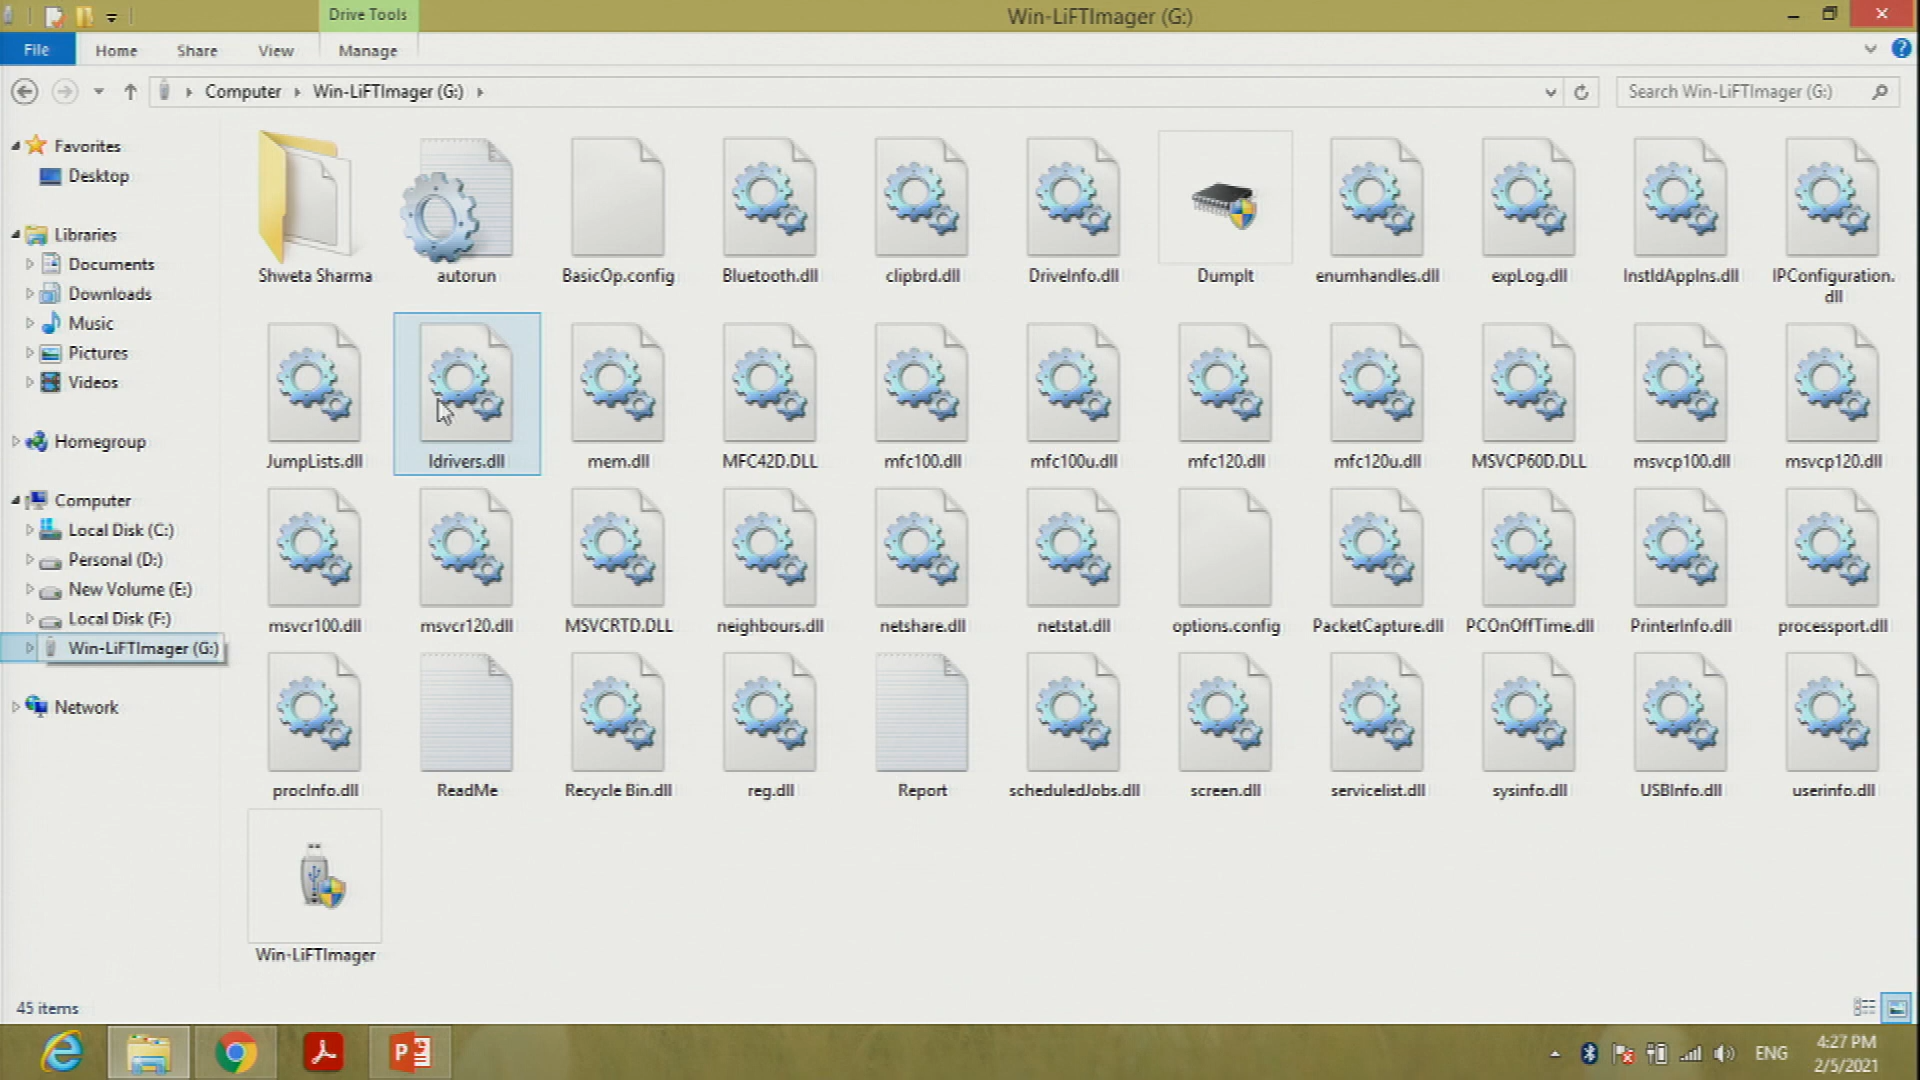 Drive Tools
Win-LiFTImager (G:)
File
Home
Share
View
Manage
Computer
Win-LiFTImager (G:)
Search Win-LiFTImager (G:)
Favorites
Desktop
Libraries
Documents
Downloads
Music
Pictures
Videos
Homegroup
Computer
Local Disk (C:)
Personal (D:)
New Volume (E:)
Local Disk (F:)
Win-LiFTImager (G:)
Network
Shweta Sharma
autorun
BasicOp.config
Bluetooth.dll
clipbrd.dll
DriveInfo.dll
DumpIt
enumhandles.dll
expLog.dll
InstldAppIns.dll
IPConfiguration.
dll
JumpLists.dll
ldrivers.dll
mem.dll
MFC42D.DLL
mfc100.dll
mfc100u.dll
mfc120.dll
mfc120u.dll
MSVCP60D.DLL
msvcp100.dll
msvcp120.dll
msvcr100.dll
msvcr120.dll
MSVCRTD.DLL
neighbours.dll
netshare.dll
netstat.dll
options.config
PacketCapture.dll
PCOnOffTime.dll
PrinterInfo.dll
processport.dll
procInfo.dll
ReadMe
Recycle Bin.dll
reg.dll
Report
scheduledJobs.dll
screen.dll
servicelist.dll
sysinfo.dll
USBInfo.dll
userinfo.dll
Win-LiFTImager
45 items
ENG
4:27 PM
2/5/2021